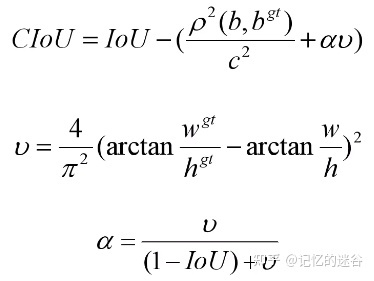 CIoU = IoU − (ρ²(b, b^gt) / c² + αυ)
υ = 4/π² (arctan w^gt/h^gt − arctan w/h)²
α = υ / ((1 − IoU) + υ)
知乎 @记忆的迷谷